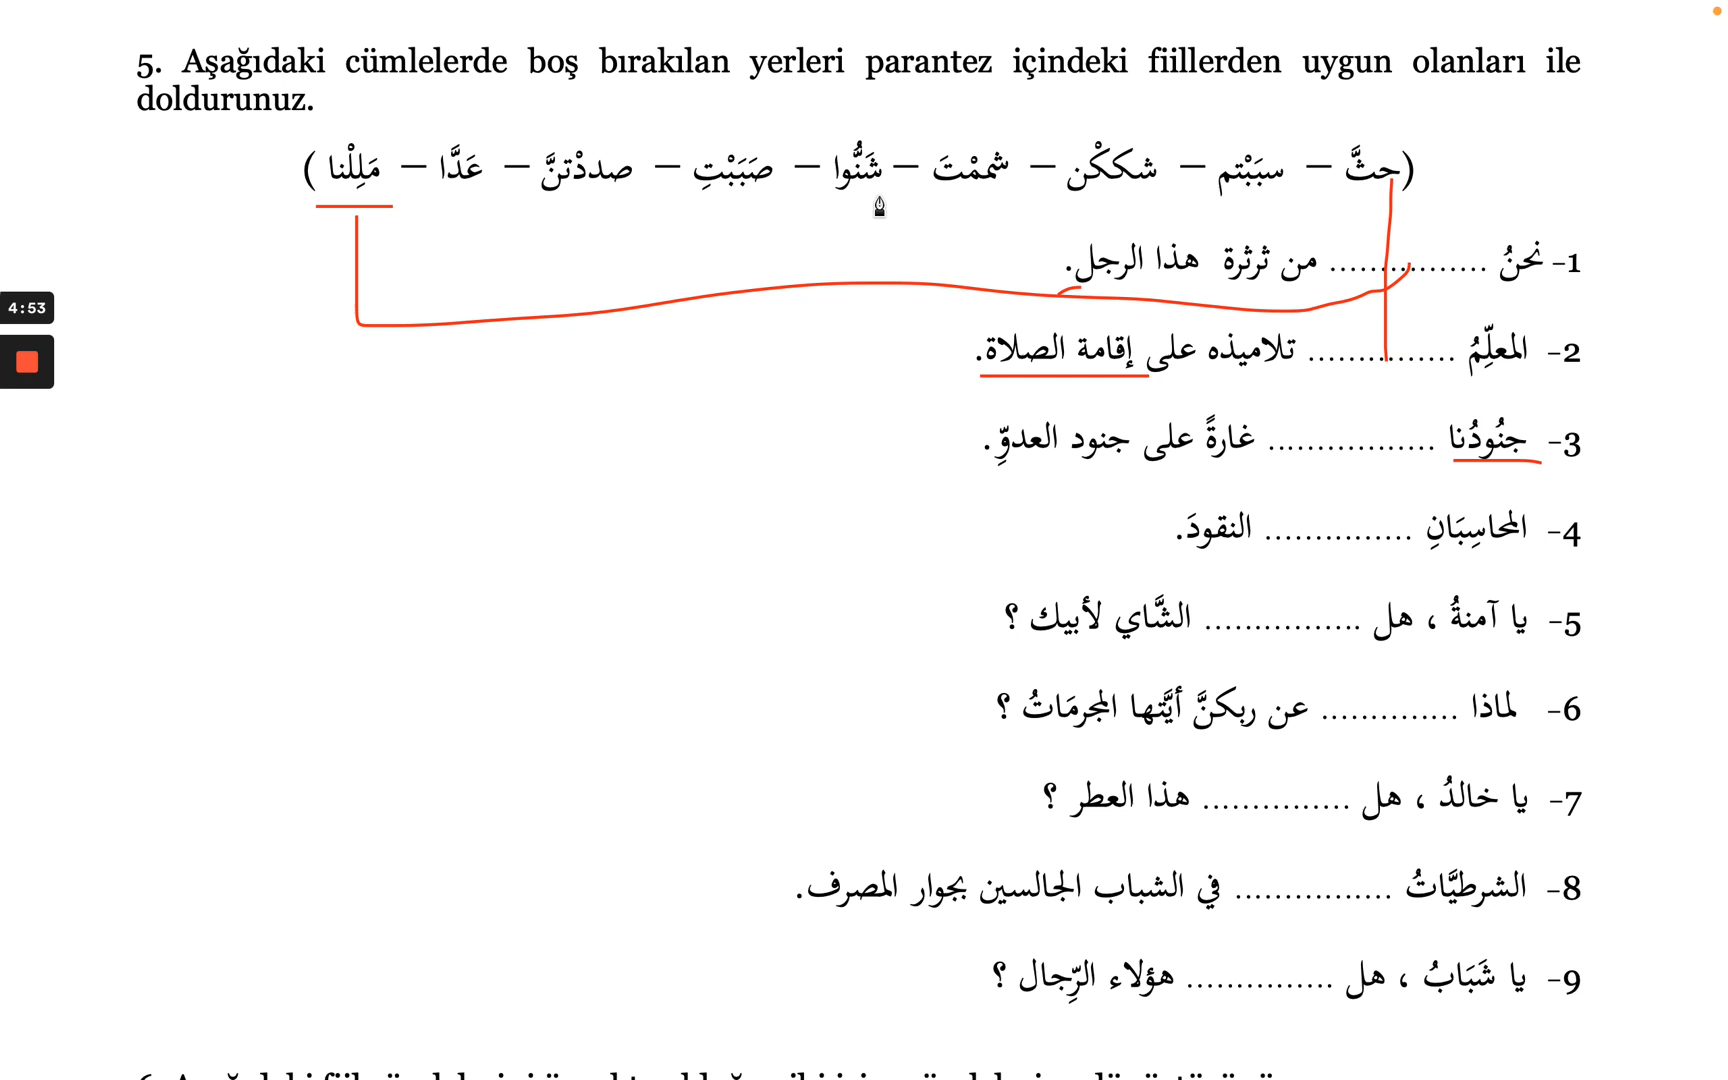 5. Aşağıdaki cümlelerde boş bırakılan yerleri parantez içindeki fiillerden uygun olanları ile
doldurunuz.
(حثَّ – سبَبْتم – شككْن – شممْتَ – شَنُّوا – صَبَبْتِ – صددْتنَّ – عَدَّا – مَلِلْنا )
1- نحنُ ................ من ثرثرة هذا الرجل.
4:53
2- المعلِّمُ ............... تلاميذه على إقامة الصلاة.
3- جنُودُنا ................. غارةً على جنود العدوِّ.
4- المحاسِبَانِ ............... النقودَ.
5- يا آمنةُ ، هل ................ الشَّاي لأبيك ؟
6- لماذا .............. عن ربكنَّ أيَّتها المجرمَاتُ ؟
7- يا خالدُ ، هل ............... هذا العطر ؟
8- الشرطيَّاتُ ................ في الشباب الجالسين بجوار المصرف.
9- يا شَبَابُ ، هل ............... هؤلاء الرِّجال ؟